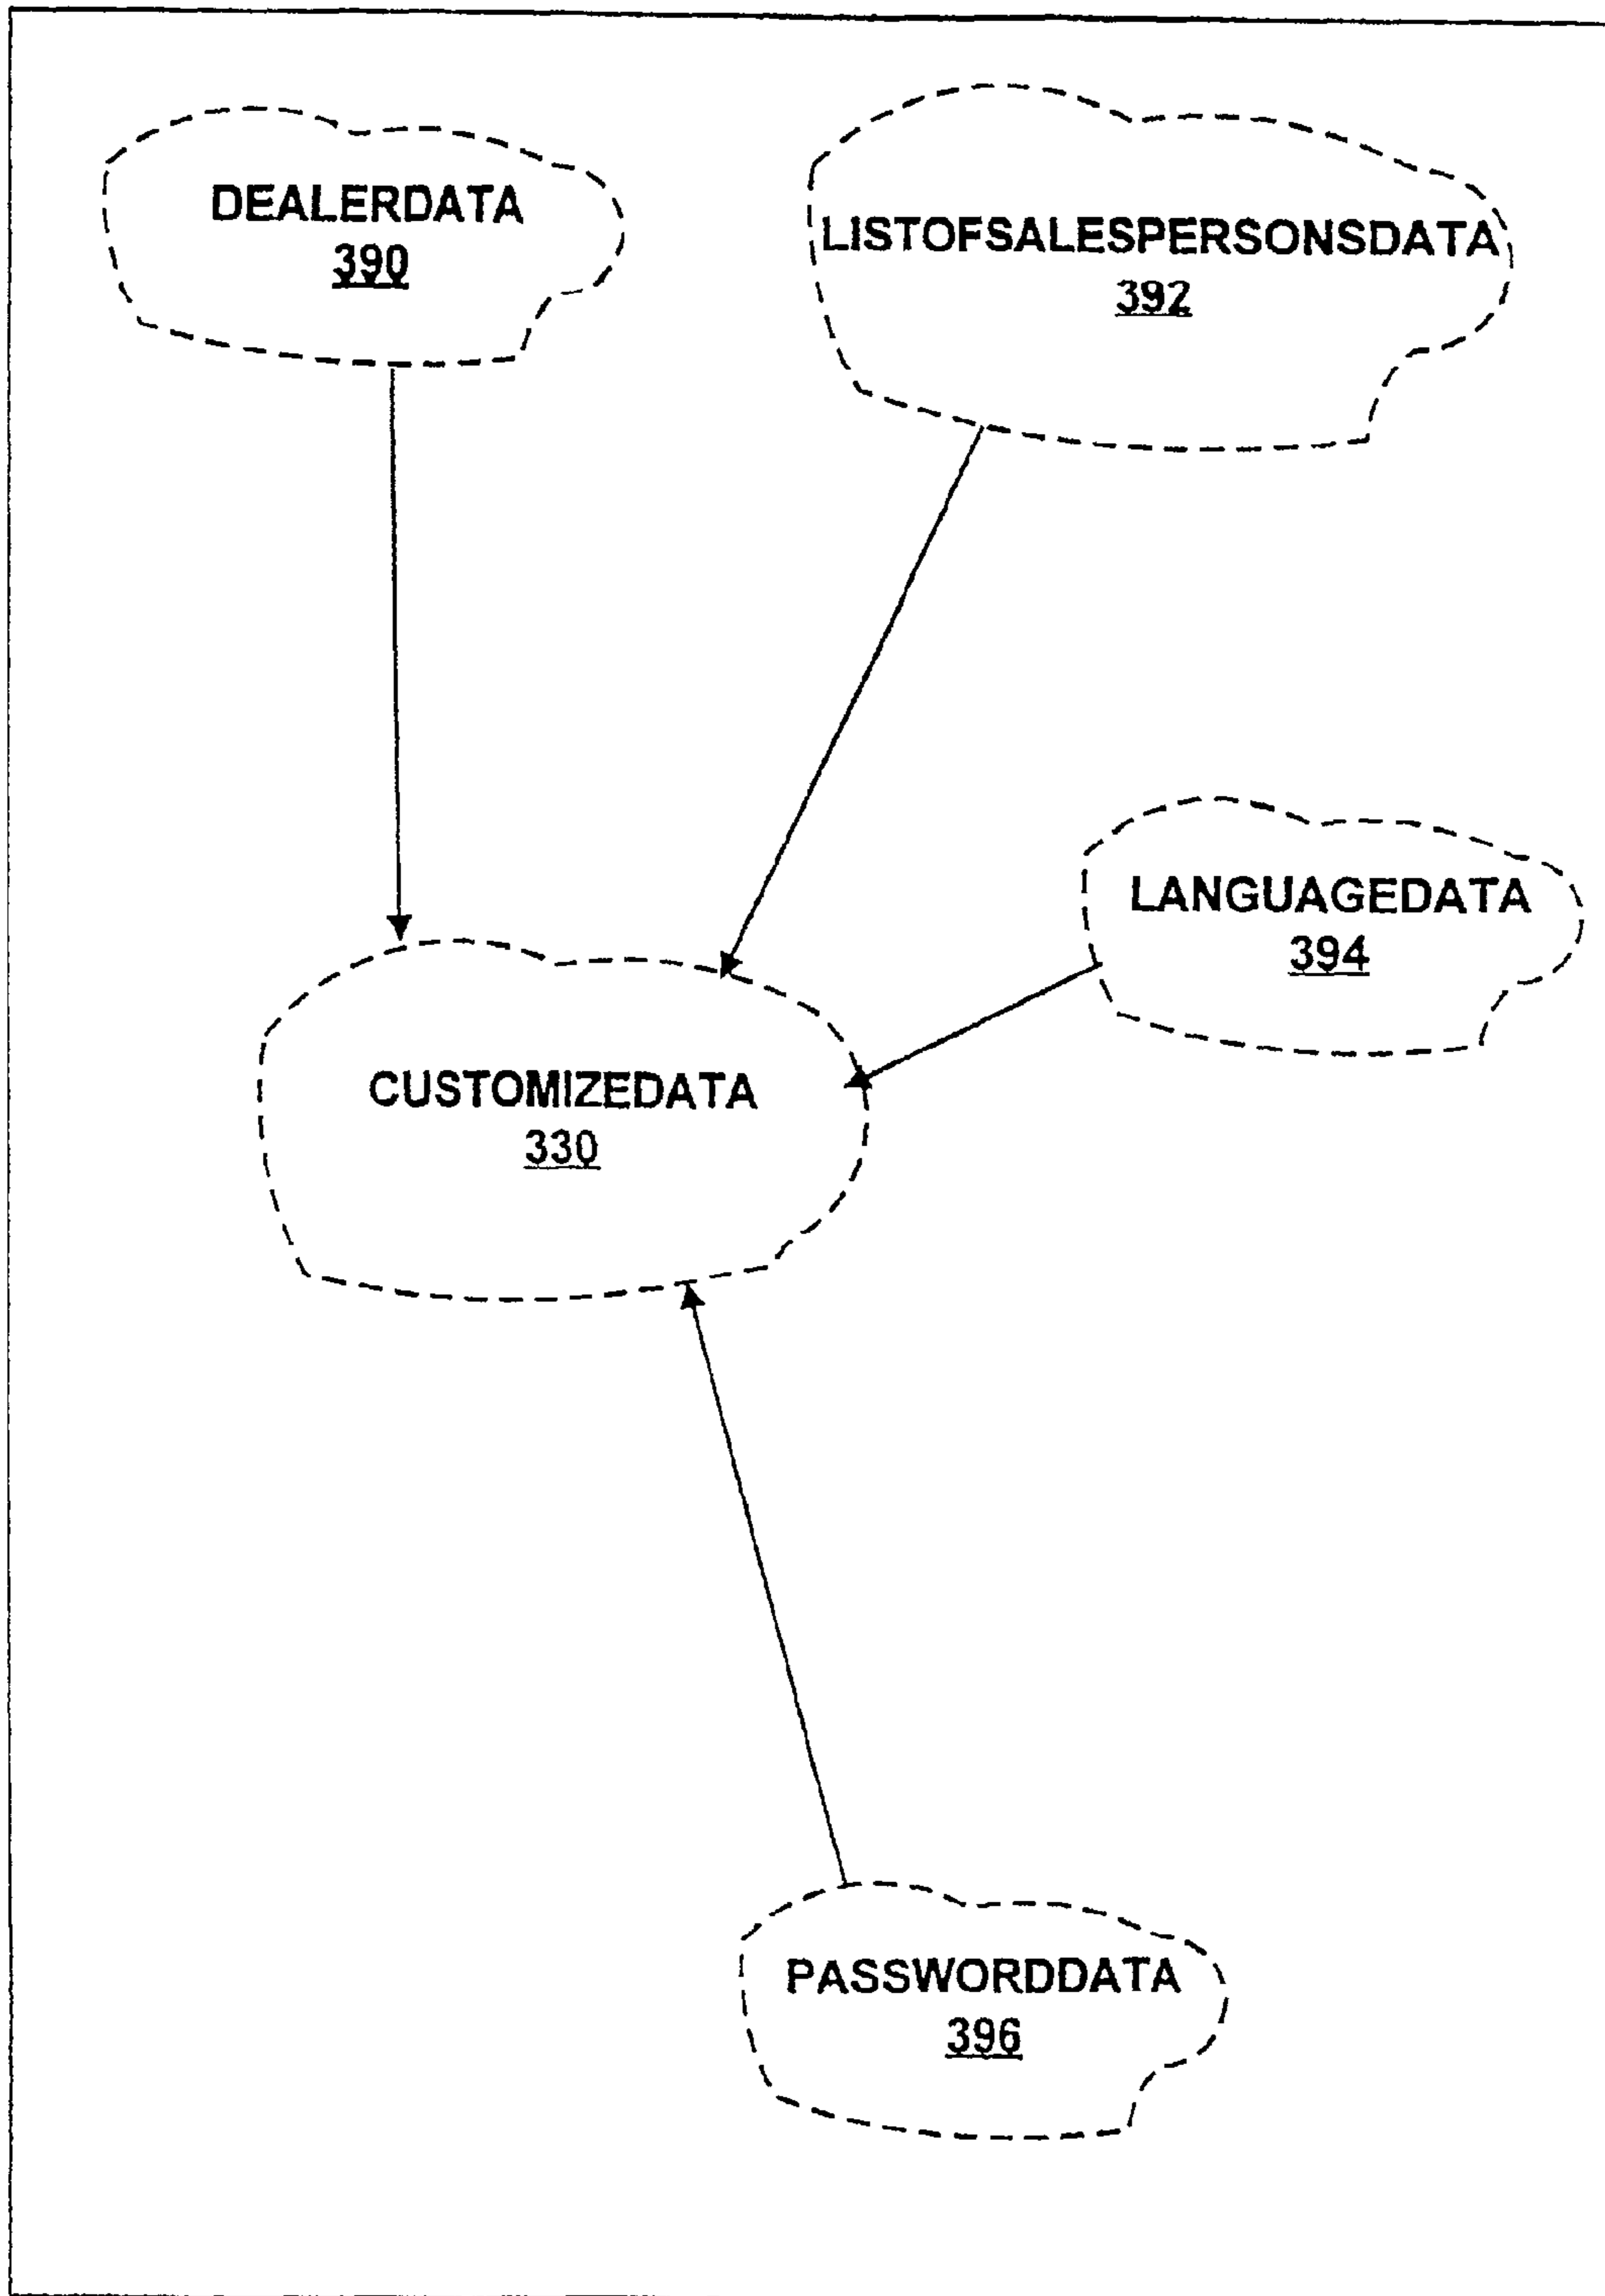 DEALERDATA
390
LISTOFSALESPERSONSDATA
392
LANGUAGEDATA
394
CUSTOMIZEDATA
330
PASSWORDDATA
396